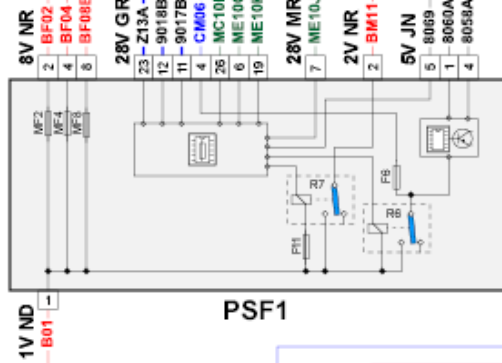 8V NR
BF02
BF04
BF08B
28V GR
Z13A
9018B
9017B
CM06
28V MR
2V NR
BM11
5V JN
8069
8060A
8058A
2 4 8 23 12 11 4 26 6 19 7 2 5 1 4
MF2
MF4
MF8
F6
R7
R6
F11
1
PSF1
1V ND
B01